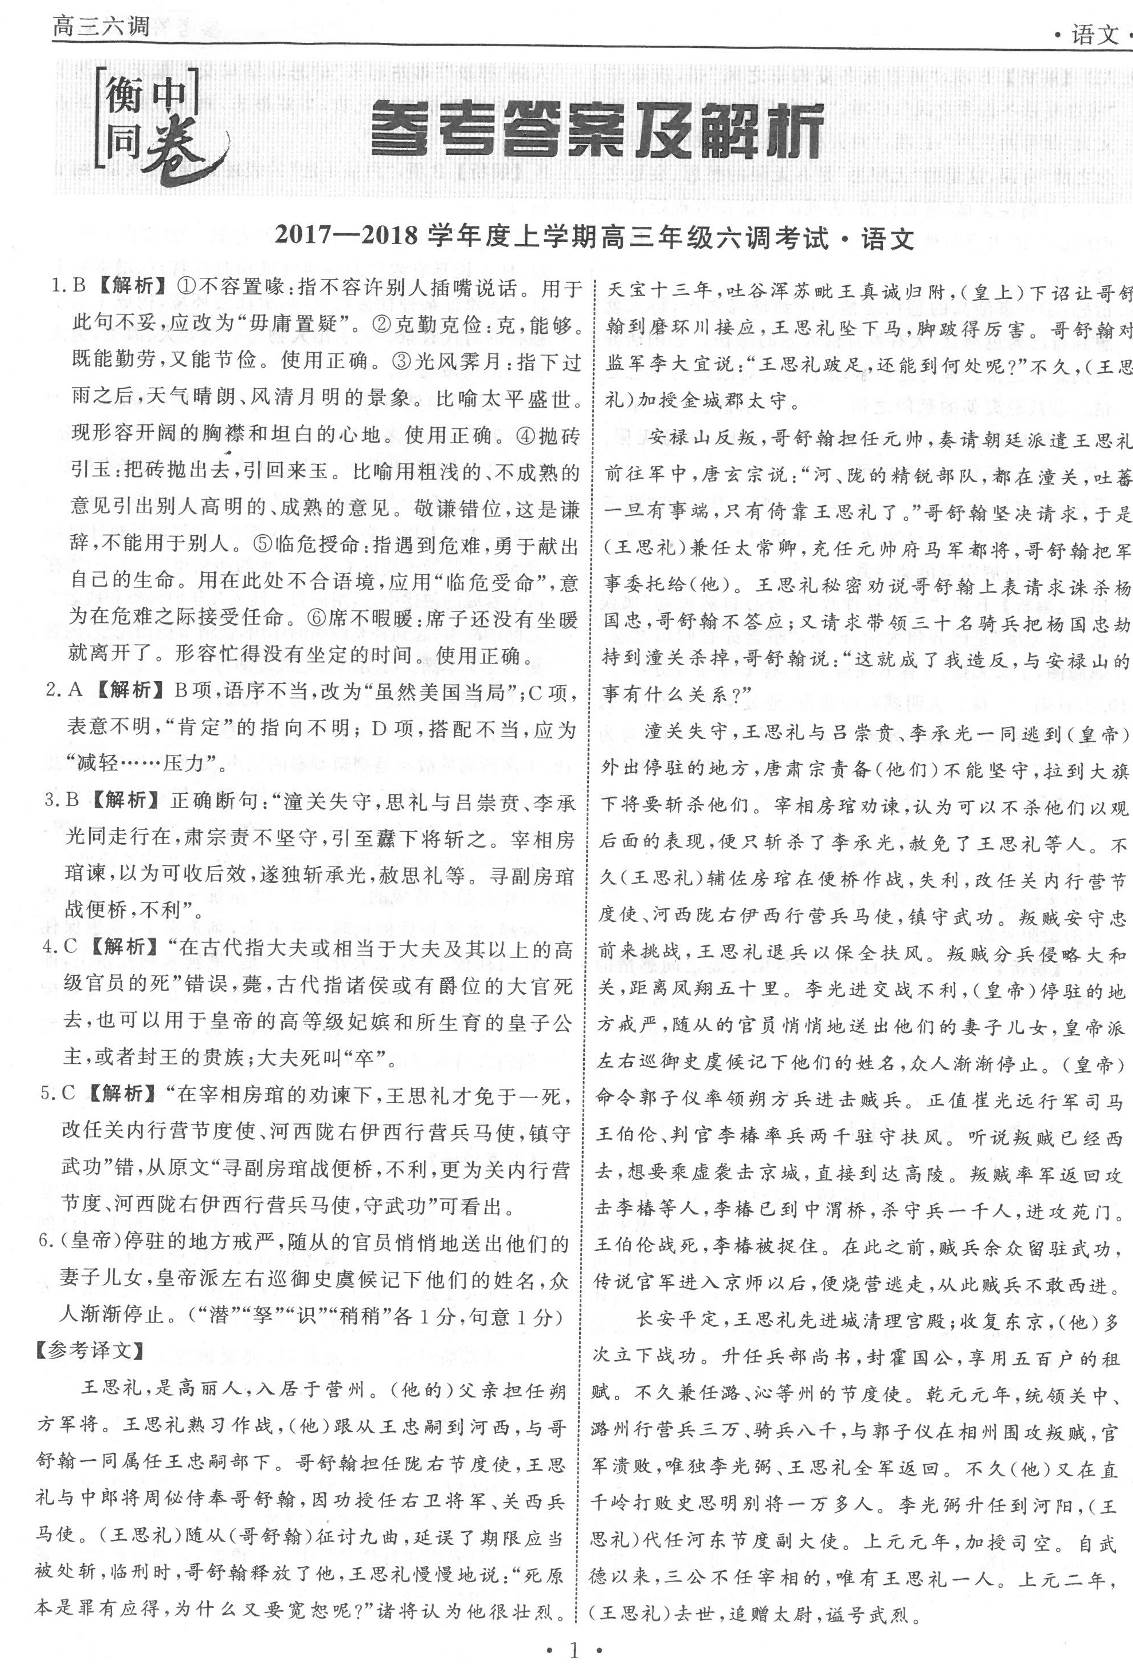 高三六调
·语文·
衡中
同卷
参考答案及解析
2017—2018 学年度上学期高三年级六调考试·语文
1. B 【解析】①不容置喙:指不容许别人插嘴说话。用于
此句不妥,应改为“毋庸置疑”。②克勤克俭:克,能够。
既能勤劳,又能节俭。使用正确。③光风霁月:指下过
雨之后,天气晴朗、风清月明的景象。比喻太平盛世。
现形容开阔的胸襟和坦白的心地。使用正确。④抛砖
引玉:把砖抛出去,引回来玉。比喻用粗浅的、不成熟的
意见引出别人高明的、成熟的意见。敬谦错位,这是谦
辞,不能用于别人。⑤临危授命:指遇到危难,勇于献出
自己的生命。用在此处不合语境,应用“临危受命”,意
为在危难之际接受任命。⑥席不暇暖:席子还没有坐暖
就离开了。形容忙得没有坐定的时间。使用正确。
2. A 【解析】B项,语序不当,改为“虽然美国当局”;C项,
表意不明,“肯定”的指向不明; D 项,搭配不当,应为
“减轻……压力”。
3. B 【解析】正确断句:“潼关失守,思礼与吕崇贲、李承
光同走行在,肃宗责不坚守,引至纛下将斩之。宰相房
琯谏,以为可收后效,遂独斩承光,赦思礼等。寻副房琯
战便桥,不利”。
4. C 【解析】“在古代指大夫或相当于大夫及其以上的高
级官员的死”错误,薨,古代指诸侯或有爵位的大官死
去,也可以用于皇帝的高等级妃嫔和所生育的皇子公
主,或者封王的贵族;大夫死叫“卒”。
5. C 【解析】“在宰相房琯的劝谏下,王思礼才免于一死,
改任关内行营节度使、河西陇右伊西行营兵马使,镇守
武功”错,从原文“寻副房琯战便桥,不利,更为关内行营
节度、河西陇右伊西行营兵马使,守武功”可看出。
6. (皇帝)停驻的地方戒严,随从的官员悄悄地送出他们的
妻子儿女,皇帝派左右巡御史虞候记下他们的姓名,众
人渐渐停止。(“潜”“孥”“识”“稍稍”各1分,句意1分)
【参考译文】
王思礼,是高丽人,入居于营州。(他的)父亲担任朔
方军将。王思礼熟习作战,(他)跟从王忠嗣到河西,与哥
舒翰一同属任王忠嗣部下。哥舒翰担任陇右节度使,王思
礼与中郎将周佖侍奉哥舒翰,因功授任右卫将军、关西兵
马使。(王思礼)随从(哥舒翰)征讨九曲,延误了期限应当
被处斩,临刑时,哥舒翰释放了他,王思礼慢慢地说:“死原
本是罪有应得,为什么又要宽恕呢?”诸将认为他很壮烈。
天宝十三年,吐谷浑苏毗王真诚归附,(皇上)下诏让哥舒
翰到磨环川接应,王思礼坠下马,脚跛得厉害。哥舒翰对
监军李大宜说:“王思礼跛足,还能到何处呢?”不久,(王思
礼)加授金城郡太守。
安禄山反叛,哥舒翰担任元帅,奏请朝廷派遣王思礼
前往军中,唐玄宗说:“河、陇的精锐部队,都在潼关,吐蕃
一旦有事端,只有倚靠王思礼了。”哥舒翰坚决请求,于是
(王思礼)兼任太常卿,充任元帅府马军都将,哥舒翰把军
事委托给(他)。王思礼秘密劝说哥舒翰上表请求诛杀杨
国忠,哥舒翰不答应;又请求带领三十名骑兵把杨国忠劫
持到潼关杀掉,哥舒翰说:“这就成了我造反,与安禄山的
事有什么关系?”
潼关失守,王思礼与吕崇贲、李承光一同逃到(皇帝)
外出停驻的地方,唐肃宗责备(他们)不能坚守,拉到大旗
下将要斩杀他们。宰相房琯劝谏,认为可以不杀他们以观
后面的表现,便只斩杀了李承光,赦免了王思礼等人。不
久(王思礼)辅佐房琯在便桥作战,失利,改任关内行营节
度使、河西陇右伊西行营兵马使,镇守武功。叛贼安守忠
前来挑战,王思礼退兵以保全扶风。叛贼分兵侵略大和
关,距离凤翔五十里。李光进交战不利,(皇帝)停驻的地
方戒严,随从的官员悄悄地送出他们的妻子儿女,皇帝派
左右巡御史虞候记下他们的姓名,众人渐渐停止。(皇帝)
命令郭子仪率领朔方兵进击贼兵。正值崔光远行军司马
王伯伦、判官李椿率兵两千驻守扶风。听说叛贼已经西
去,想要乘虚袭击京城,直接到达高陵。叛贼率军返回攻
击李椿等人,李椿已到中渭桥,杀守兵一千人,进攻苑门。
王伯伦战死,李椿被捉住。在此之前,贼兵余众留驻武功,
传说官军进入京师以后,便烧营逃走,从此贼兵不敢西进。
长安平定,王思礼先进城清理宫殿;收复东京,(他)多
次立下战功。升任兵部尚书,封霍国公,享用五百户的租
赋。不久兼任潞、沁等州的节度使。乾元元年,统领关中、
潞州行营兵三万、骑兵八千,与郭子仪在相州围攻叛贼,官
军溃败,唯独李光弼、王思礼全军返回。不久(他)又在直
千岭打败史思明别将一万多人。李光弼升任到河阳,(王
思礼)代任河东节度副大使。上元元年,加授司空。自武
德以来,三公不任宰相的,唯有王思礼一人。上元二年,
(王思礼)去世,追赠太尉,谥号武烈。
·1·